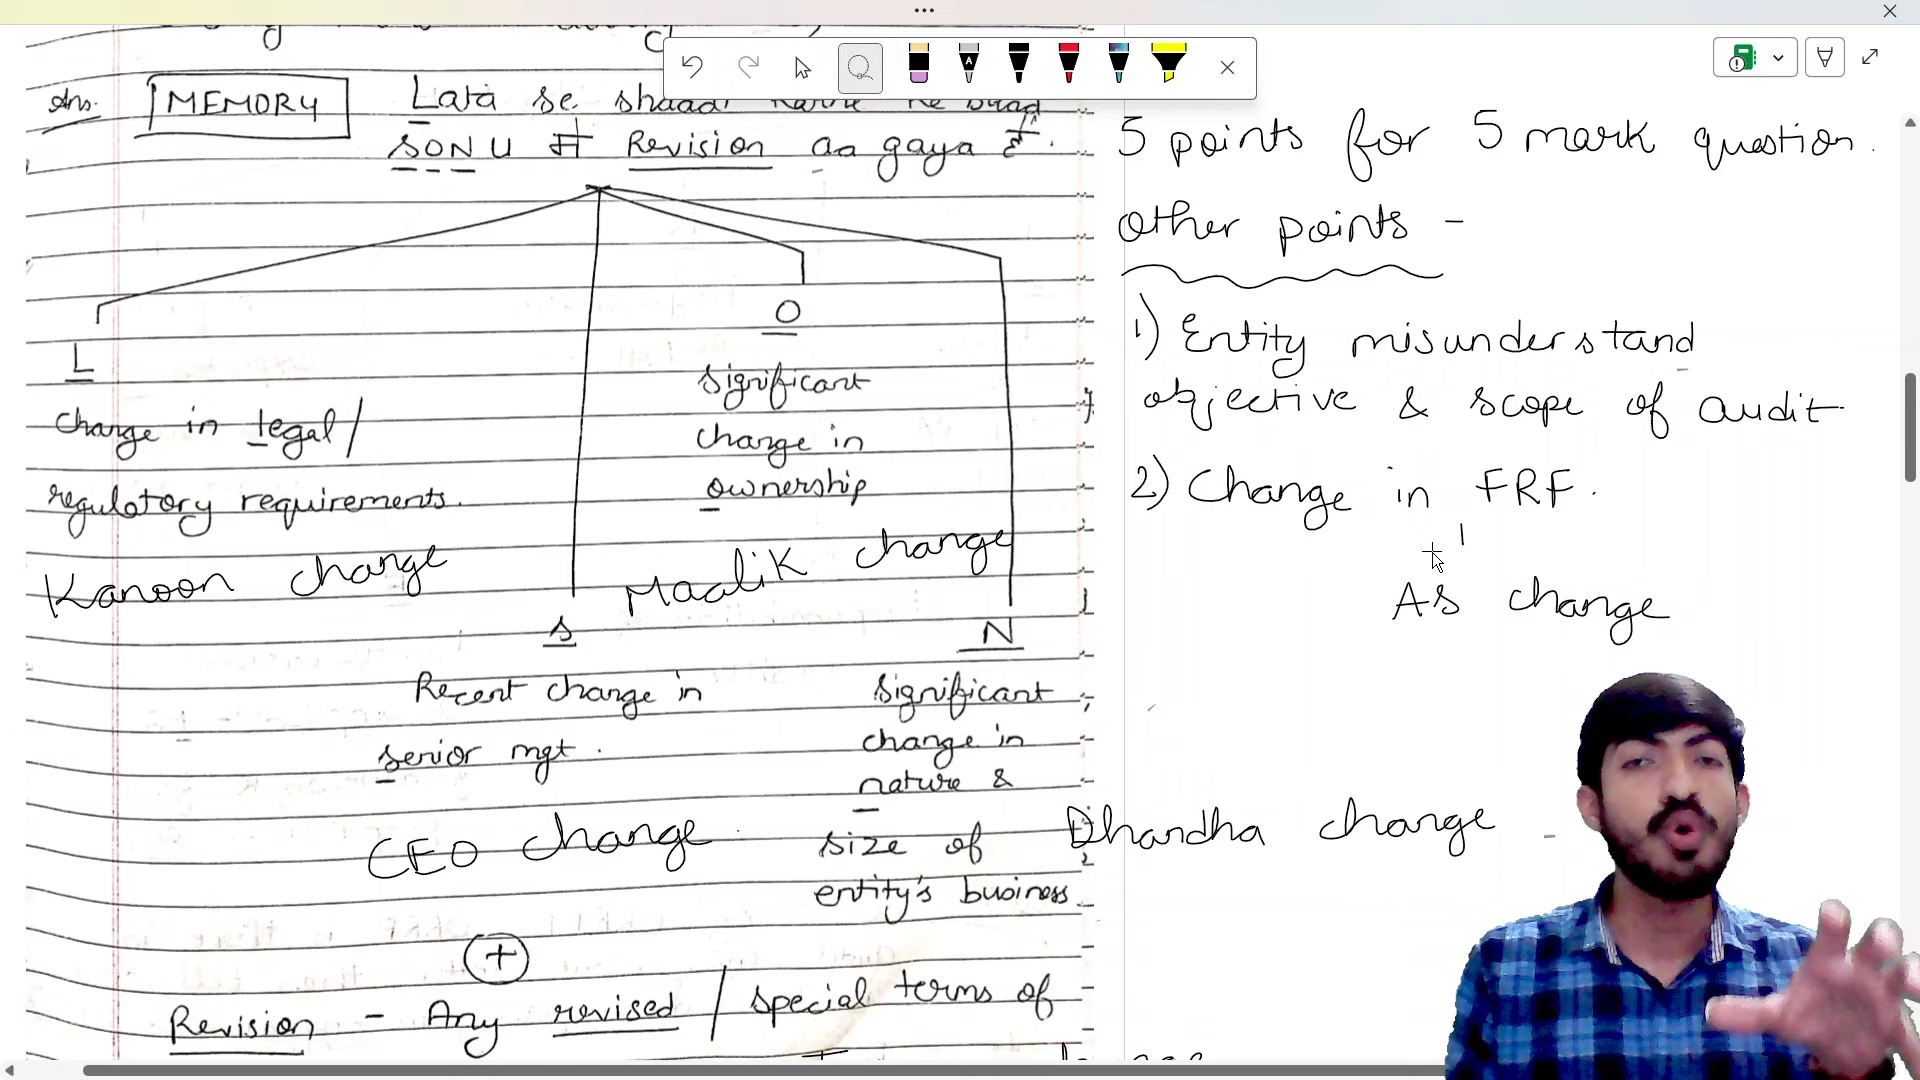 Ans. MEMORY Lata se shaadi karne ke baad
SONU में Revision aa gaya है.
L
change in legal/
regulatory requirements.
Kanoon change
S
Recent change in
senior mgt.
CEO change
O
Significant
change in
ownership
Maalik change
N
Significant
change in
nature &
size of
entity's business
Dhandha change
+
Revision - Any revised / special terms of
5 points for 5 mark question.
other points -
1) Entity misunderstand
objective & scope of audit
2) Change in FRF.
AS change